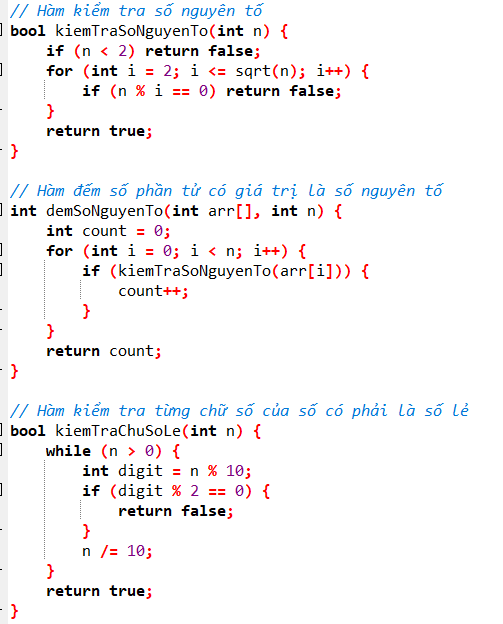 // Hàm kiểm tra số nguyên tố
bool kiemTraSoNguyenTo(int n) {
    if (n < 2) return false;
    for (int i = 2; i <= sqrt(n); i++) {
        if (n % i == 0) return false;
    }
    return true;
}

// Hàm đếm số phần tử có giá trị là số nguyên tố
int demSoNguyenTo(int arr[], int n) {
    int count = 0;
    for (int i = 0; i < n; i++) {
        if (kiemTraSoNguyenTo(arr[i])) {
            count++;
        }
    }
    return count;
}

// Hàm kiểm tra từng chữ số của số có phải là số lẻ
bool kiemTraChuSoLe(int n) {
    while (n > 0) {
        int digit = n % 10;
        if (digit % 2 == 0) {
            return false;
        }
        n /= 10;
    }
    return true;
}